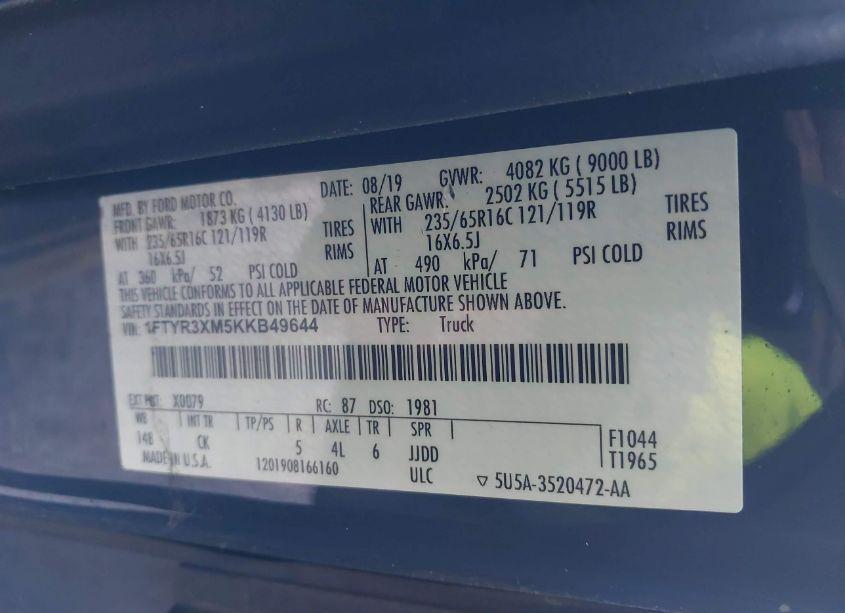 MFD. BY FORD MOTOR CO. DATE: 08/19 GVWR: 4082 KG ( 9000 LB)
FRONT GAWR: 1873 KG ( 4130 LB) REAR GAWR: 2502 KG ( 5515 LB)
WITH 235/65R16C 121/119R TIRES WITH 235/65R16C 121/119R TIRES
16X6.5J RIMS 16X6.5J RIMS
AT 360 kPa/ 52 PSI COLD AT 490 kPa/ 71 PSI COLD
THIS VEHICLE CONFORMS TO ALL APPLICABLE FEDERAL MOTOR VEHICLE
SAFETY STANDARDS IN EFFECT ON THE DATE OF MANUFACTURE SHOWN ABOVE.
VIN: 1FTYR3XM5KKB49644 TYPE: Truck
EXT PNT: X0079 RC: 87 DSO: 1981
WB INT TR TP/PS R AXLE TR SPR F1044
148 CK 5 4L 6 JJDD T1965
MADE IN U.S.A. 1201908166160 ULC 5U5A-3520472-AA